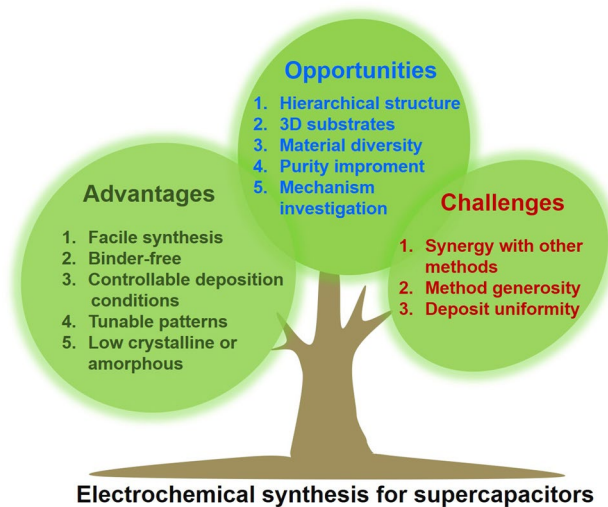 Opportunities
1. Hierarchical structure
2. 3D substrates
3. Material diversity
4. Purity improment
5. Mechanism
investigation
Advantages
1. Facile synthesis
2. Binder-free
3. Controllable deposition
conditions
4. Tunable patterns
5. Low crystalline or
amorphous
Challenges
1. Synergy with other
methods
2. Method generosity
3. Deposit uniformity
Electrochemical synthesis for supercapacitors